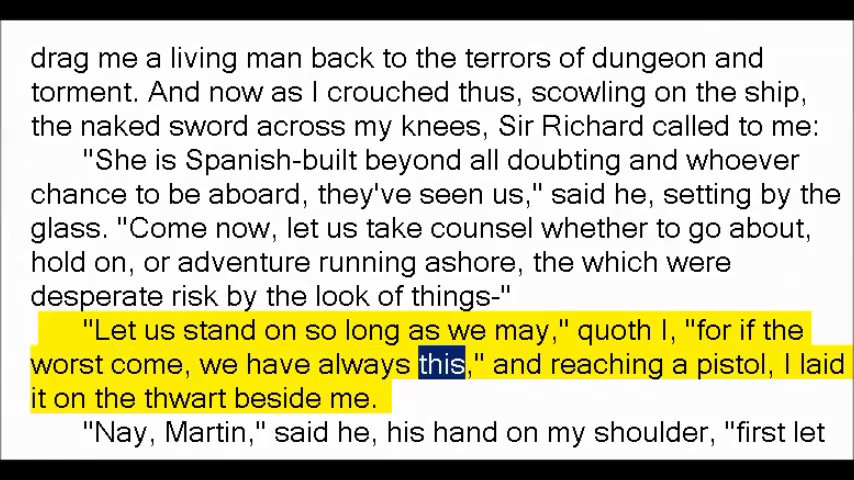 drag me a living man back to the terrors of dungeon and
torment. And now as I crouched thus, scowling on the ship,
the naked sword across my knees, Sir Richard called to me:
"She is Spanish-built beyond all doubting and whoever
chance to be aboard, they've seen us," said he, setting by the
glass. "Come now, let us take counsel whether to go about,
hold on, or adventure running ashore, the which were
desperate risk by the look of things-"
"Let us stand on so long as we may," quoth I, "for if the
worst come, we have always this," and reaching a pistol, I laid
it on the thwart beside me.
"Nay, Martin," said he, his hand on my shoulder, "first let